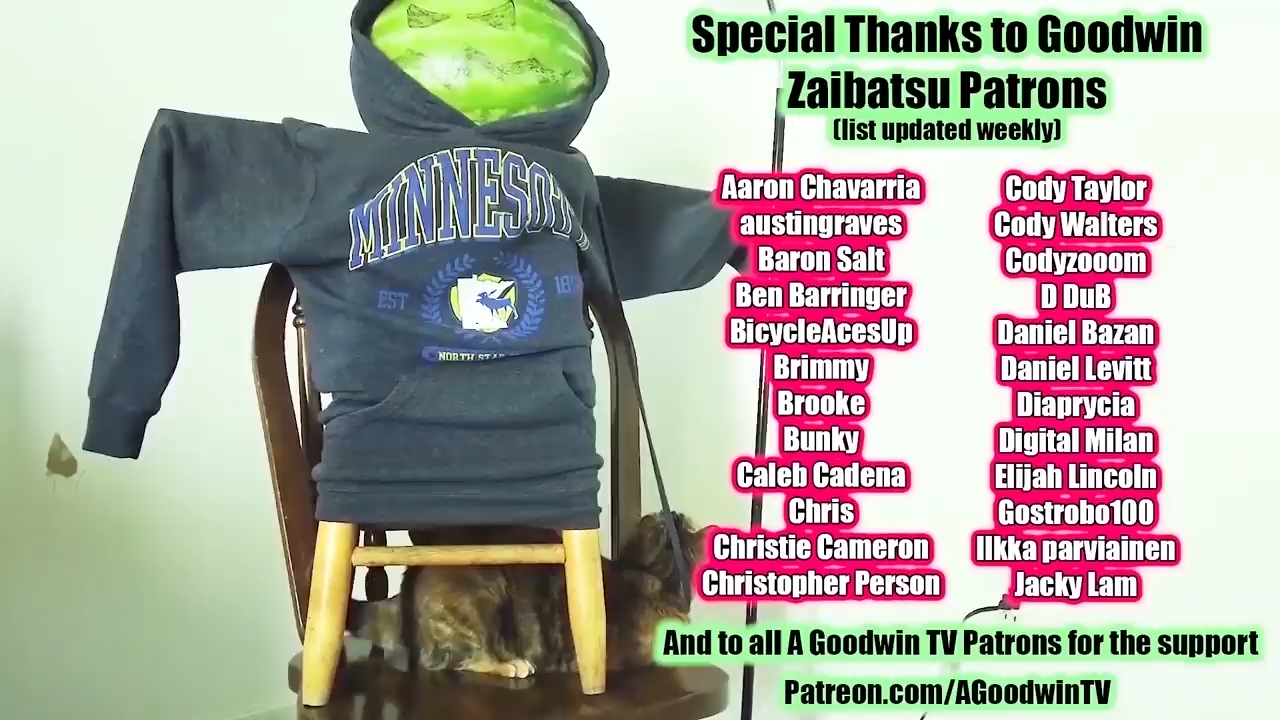 Special Thanks to Goodwin
Zaibatsu Patrons
(list updated weekly)
Aaron Chavarria
austingraves
Baron Salt
Ben Barringer
BicycleAcesUp
Brimmy
Brooke
Bunky
Caleb Cadena
Chris
Christie Cameron
Christopher Person
Cody Taylor
Cody Walters
Codyzooom
D DuB
Daniel Bazan
Daniel Levitt
Diaprycia
Digital Milan
Elijah Lincoln
Gostrobo100
Ilkka parviainen
Jacky Lam
And to all A Goodwin TV Patrons for the support
Patreon.com/AGoodwinTV
MINNESOT
EST
NORTH